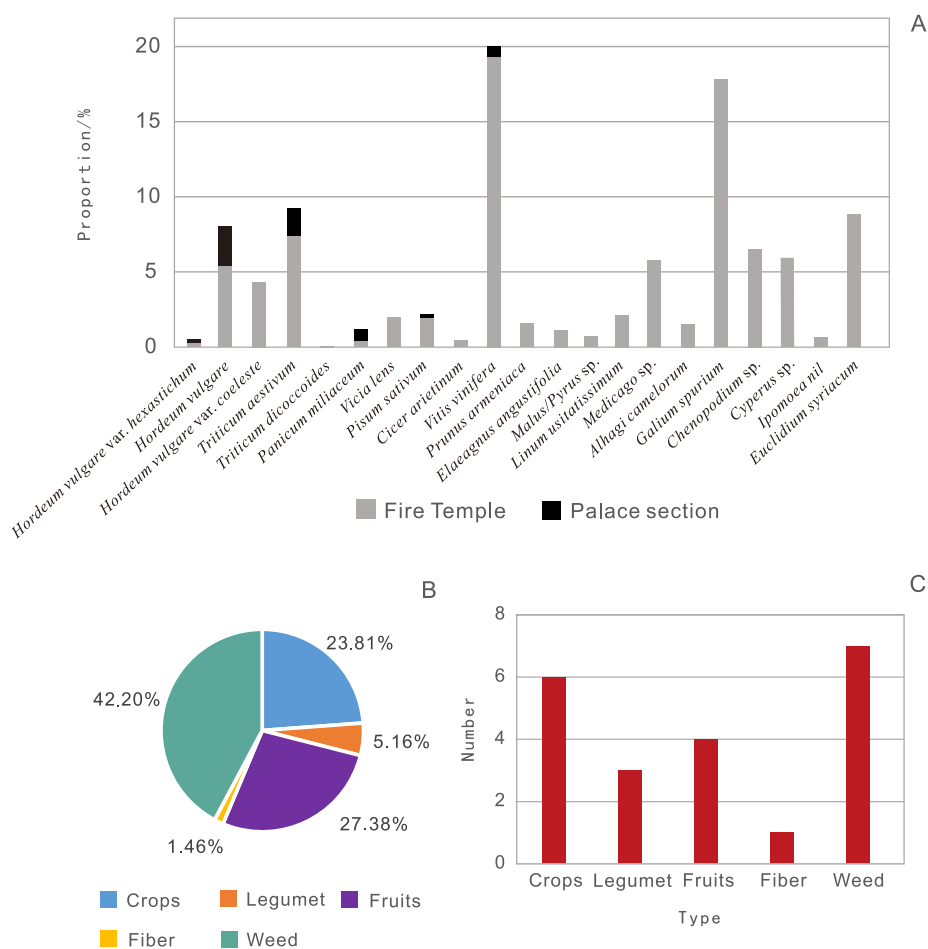 A
Proportion/%
20
15
10
5
0
Hordeum vulgare var. hexastichum
Hordeum vulgare
Hordeum vulgare var. coeleste
Triticum aestivum
Triticum dicoccoides
Panicum miliaceum
Vicia lens
Pisum sativum
Cicer arietinum
Vitis vinifera
Prunus armeniaca
Elaeagnus angustifolia
Malus/Pyrus sp.
Linum usitatissimum
Medicago sp.
Alhagi camelorum
Galium spurium
Chenopodium sp.
Cyperus sp.
Ipomoea nil
Euclidium syriacum
Fire Temple
Palace section
B
23.81%
5.16%
27.38%
1.46%
42.20%
Crops
Legumet
Fruits
Fiber
Weed
C
Number
8
6
4
2
0
Crops
Legumet
Fruits
Fiber
Weed
Type